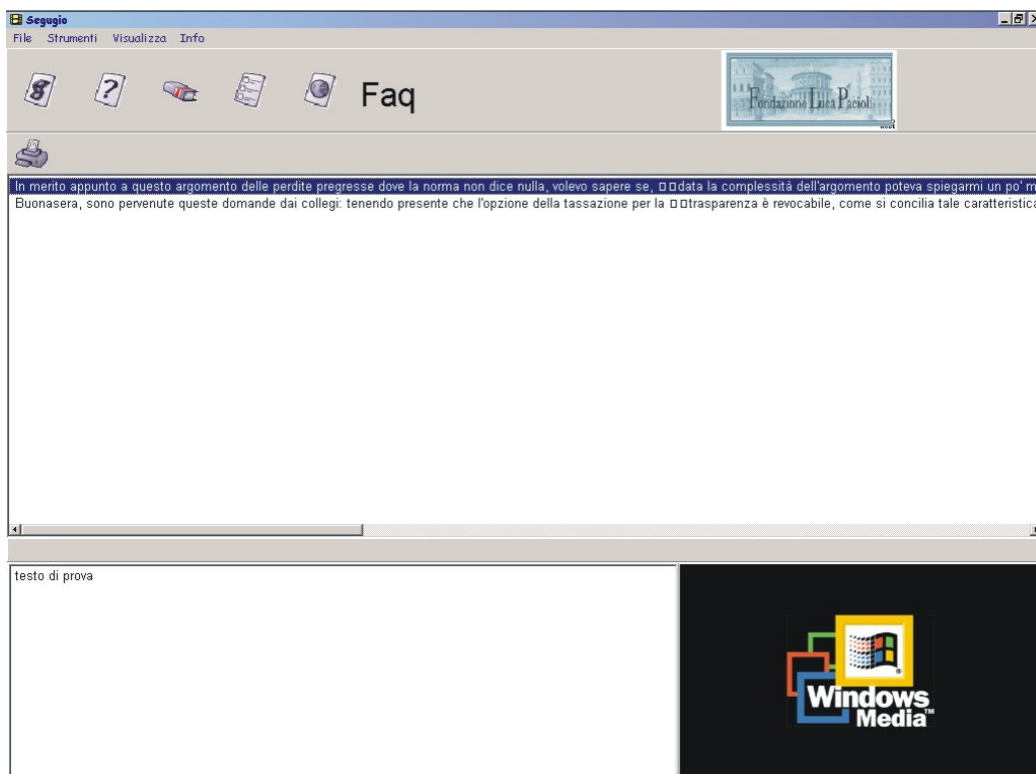 Segugio
File Strumenti Visualizza Info
Faq
Fondazione Luca Pacioli
In merito appunto a questo argomento delle perdite pregresse dove la norma non dice nulla, volevo sapere se, □□data la complessità dell'argomento poteva spiegarmi un po' m
Buonasera, sono pervenute queste domande dai collegi: tenendo presente che l'opzione della tassazione per la □□trasparenza è revocabile, come si concilia tale caratteristica
testo di prova
Windows
Media™